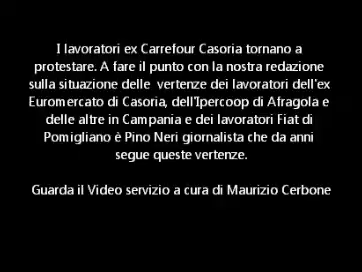 I lavoratori ex Carrefour Casoria tornano a
protestare. A fare il punto con la nostra redazione
sulla situazione delle  vertenze dei lavoratori dell'ex
Euromercato di Casoria, dell'Ipercoop di Afragola e
delle altre in Campania e dei lavoratori Fiat di
Pomigliano è Pino Neri giornalista che da anni
segue queste vertenze.
Guarda il Video servizio a cura di Maurizio Cerbone